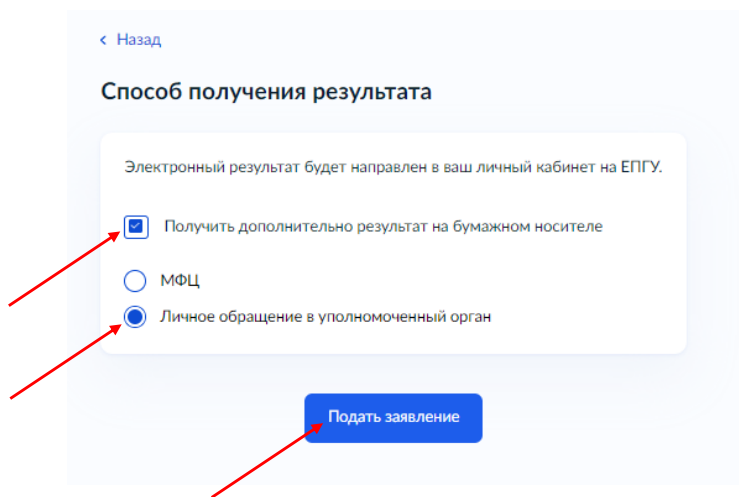 Назад
Способ получения результата
Электронный результат будет направлен в ваш личный кабинет на ЕПГУ.
Получить дополнительно результат на бумажном носителе
МФЦ
Личное обращение в уполномоченный орган
Подать заявление